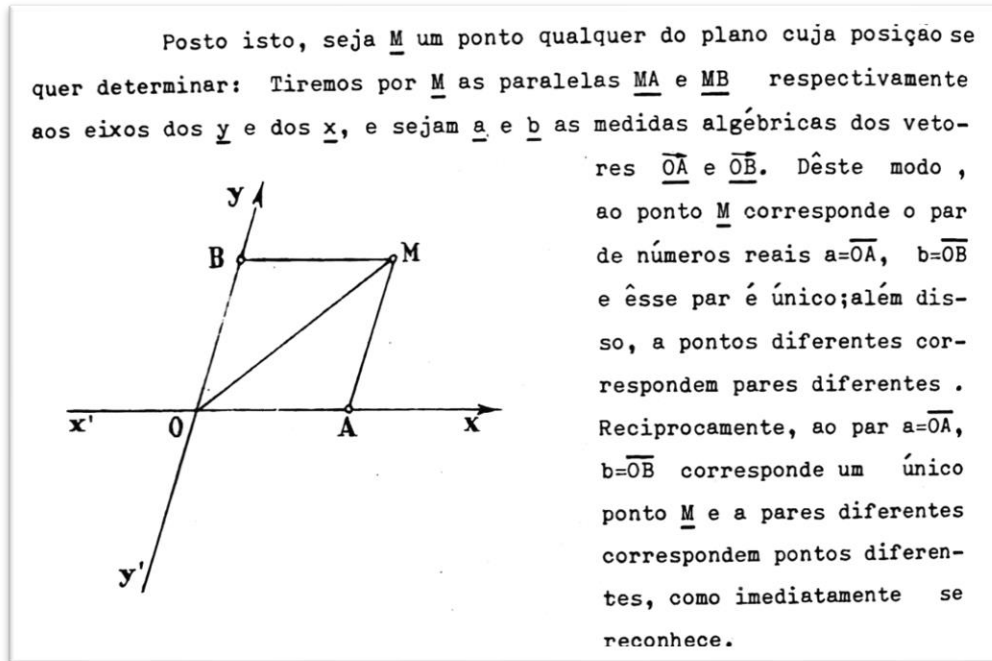 Posto isto, seja M um ponto qualquer do plano cuja posição se
quer determinar: Tiremos por M as paralelas MA e MB respectivamente
aos eixos dos y e dos x, e sejam a e b as medidas algébricas dos veto-
res OA e OB. Dêste modo ,
ao ponto M corresponde o par
de números reais a=OA, b=OB
e êsse par é único;além dis-
so, a pontos diferentes cor-
respondem pares diferentes .
Reciprocamente, ao par a=OA,
b=OB corresponde um único
ponto M e a pares diferentes
correspondem pontos diferen-
tes, como imediatamente se
reconhece.
y
B
M
x'
O
A
x
y'